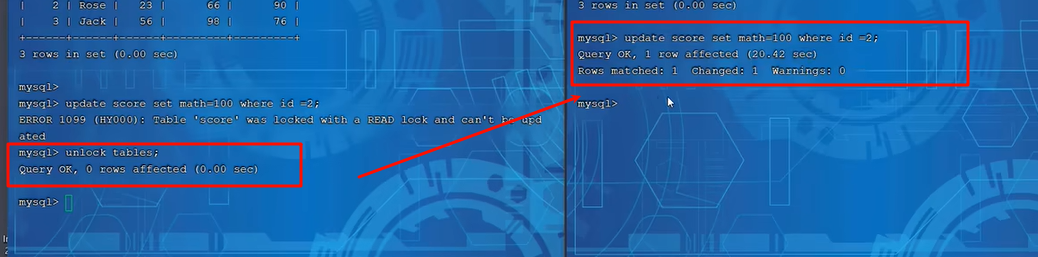 | 2 | Rose | 23 | 66 | 90 |
| 3 | Jack | 56 | 98 | 76 |
+------+------+---------+---------+
3 rows in set (0.00 sec)
mysql>
mysql> update score set math=100 where id =2;
ERROR 1099 (HY000): Table 'score' was locked with a READ lock and can't be upd
ated
mysql> unlock tables;
Query OK, 0 rows affected (0.00 sec)
mysql>
3 rows in set (0.00 sec)
mysql> update score set math=100 where id =2;
Query OK, 1 row affected (20.42 sec)
Rows matched: 1 Changed: 1 Warnings: 0
mysql>